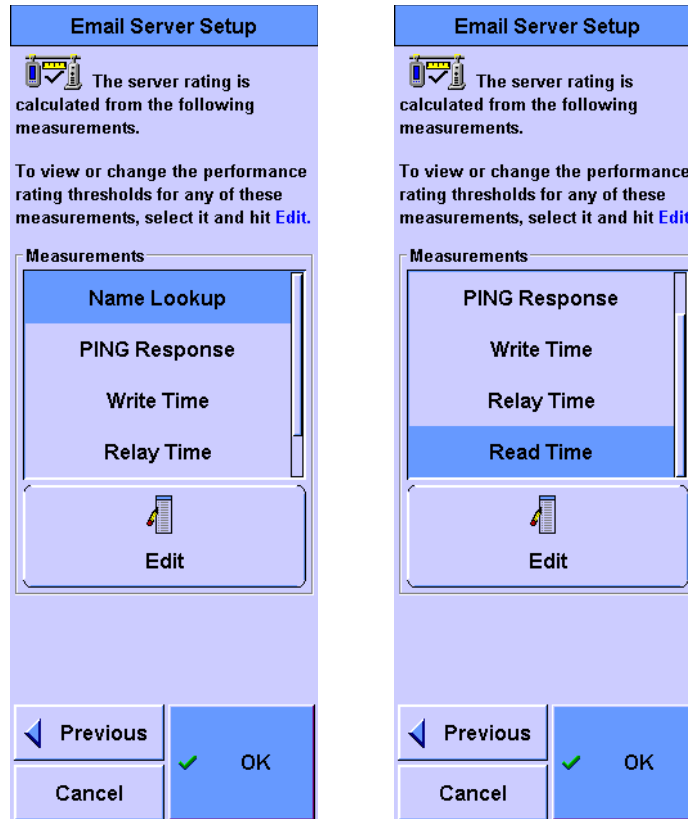 Email Server Setup
The server rating is
calculated from the following
measurements.
To view or change the performance
rating thresholds for any of these
measurements, select it and hit Edit.
Measurements
Name Lookup
PING Response
Write Time
Relay Time
Edit
Previous
OK
Cancel
Email Server Setup
The server rating is
calculated from the following
measurements.
To view or change the performance
rating thresholds for any of these
measurements, select it and hit Edit
Measurements
PING Response
Write Time
Relay Time
Read Time
Edit
Previous
OK
Cancel